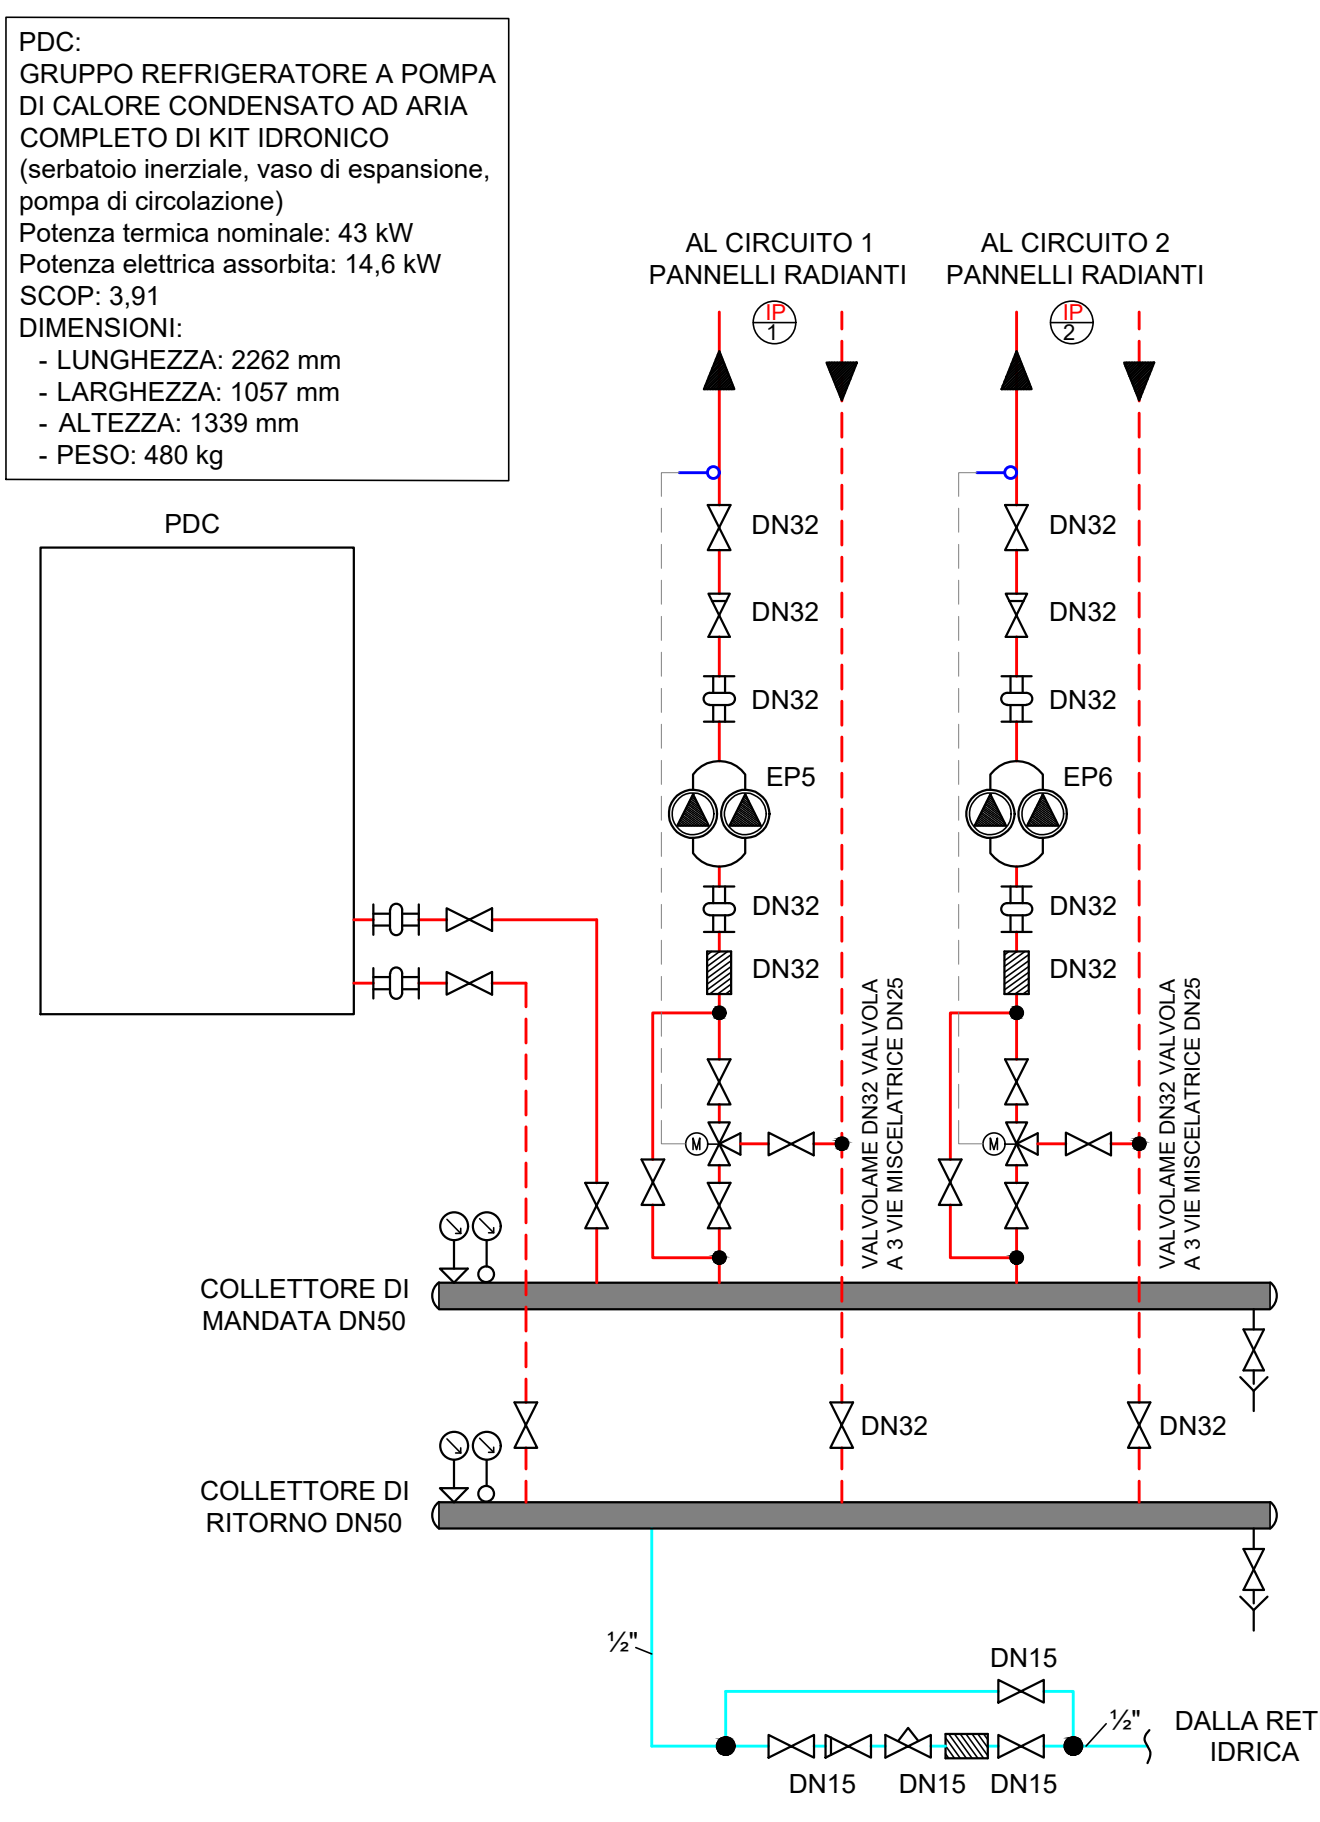 PDC:
GRUPPO REFRIGERATORE A POMPA
DI CALORE CONDENSATO AD ARIA
COMPLETO DI KIT IDRONICO
(serbatoio inerziale, vaso di espansione,
pompa di circolazione)
Potenza termica nominale: 43 kW
Potenza elettrica assorbita: 14,6 kW
SCOP: 3,91
DIMENSIONI:
- LUNGHEZZA: 2262 mm
- LARGHEZZA: 1057 mm
- ALTEZZA: 1339 mm
- PESO: 480 kg
PDC
AL CIRCUITO 1
PANNELLI RADIANTI
IP
1
AL CIRCUITO 2
PANNELLI RADIANTI
IP
2
DN32
DN32
DN32
DN32
DN32
DN32
EP5
EP6
DN32
DN32
DN32
DN32
M
M
VALVOLAME DN32 VALVOLA
A 3 VIE MISCELATRICE DN25
VALVOLAME DN32 VALVOLA
A 3 VIE MISCELATRICE DN25
COLLETTORE DI
MANDATA DN50
DN32
DN32
COLLETTORE DI
RITORNO DN50
½"
DN15
½"
DALLA RET
IDRICA
DN15
DN15
DN15